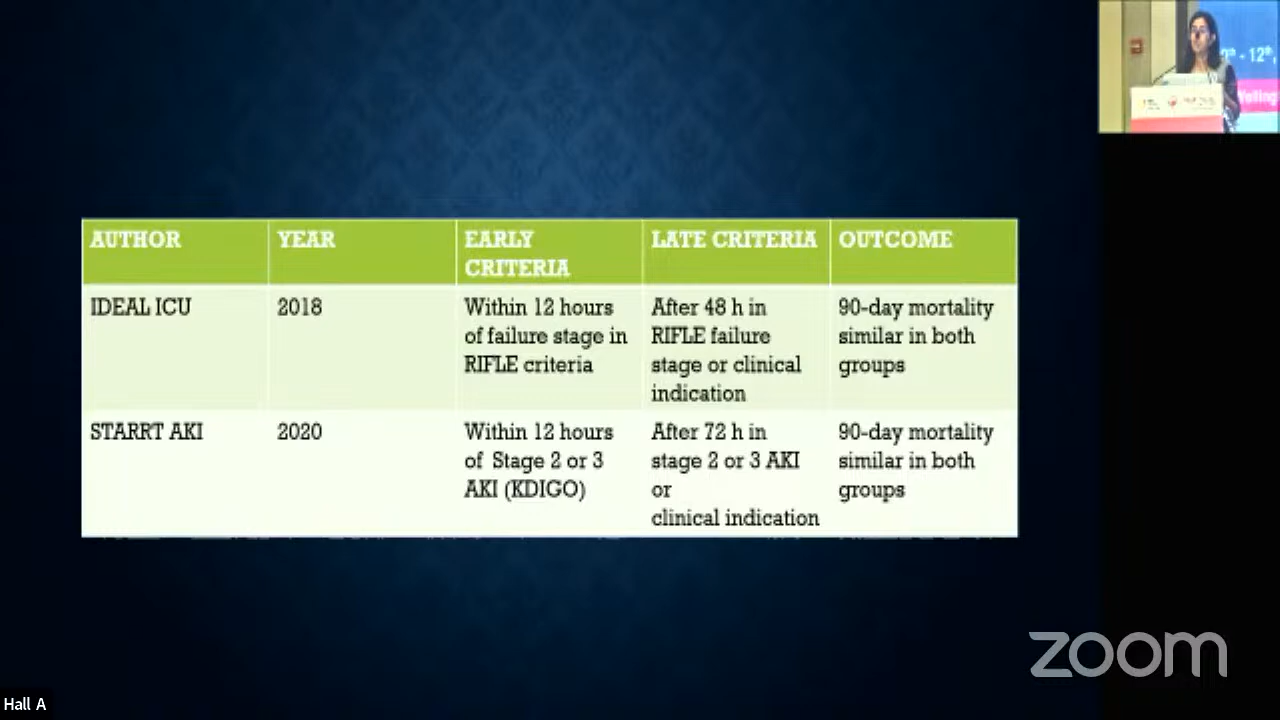 AUTHOR
YEAR
EARLY
CRITERIA
LATE CRITERIA
OUTCOME
IDEAL ICU
2018
Within 12 hours
of failure stage in
RIFLE criteria
After 48 h in
RIFLE failure
stage or clinical
indication
90-day mortality
similar in both
groups
STARRT AKI
2020
Within 12 hours
of Stage 2 or 3
AKI (KDIGO)
After 72 h in
stage 2 or 3 AKI
or
clinical indication
90-day mortality
similar in both
groups
zoom
Hall A